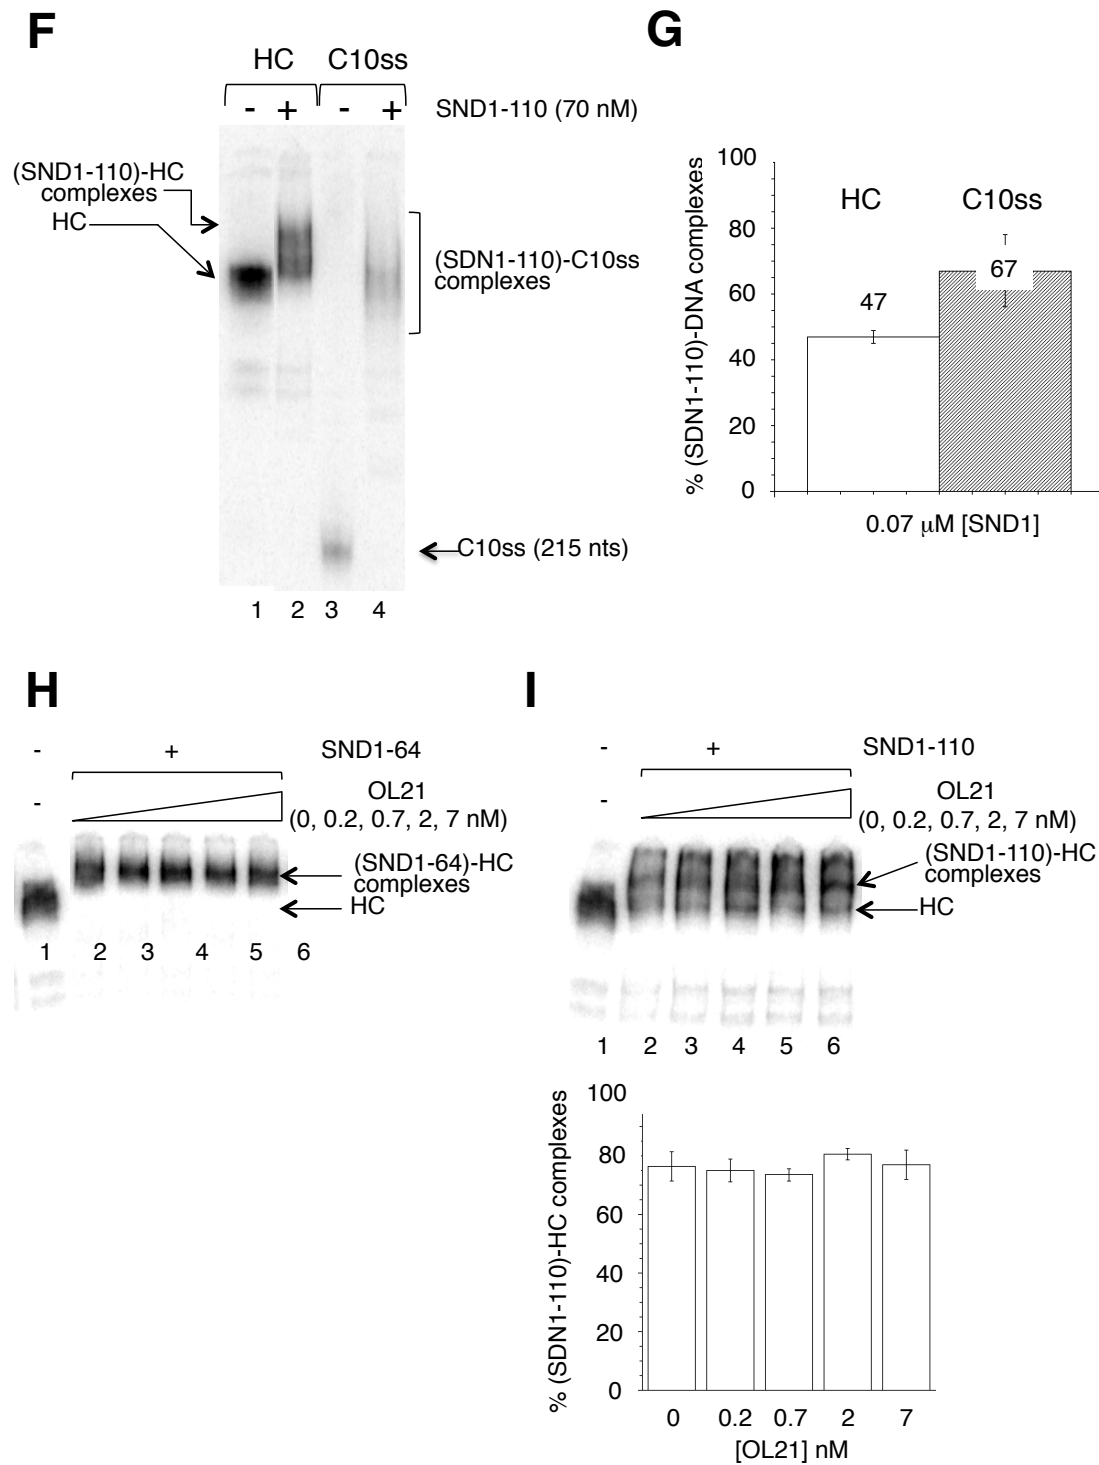 F
HC C10ss
- + - + SND1-110 (70 nM)
(SND1-110)-HC
complexes
HC
(SDN1-110)-C10ss
complexes
C10ss (215 nts)
1 2 3 4
G
% (SDN1-110)-DNA complexes
100
80
60
40
20
0
HC C10ss
47
67
0.07 μM [SND1]
H
- + SND1-64
- OL21
(0, 0.2, 0.7, 2, 7 nM)
(SND1-64)-HC
complexes
HC
1 2 3 4 5 6
I
- + SND1-110
- OL21
(0, 0.2, 0.7, 2, 7 nM)
(SND1-110)-HC
complexes
HC
1 2 3 4 5 6
% (SDN1-110)-HC complexes
100
80
60
40
20
0
0 0.2 0.7 2 7
[OL21] nM